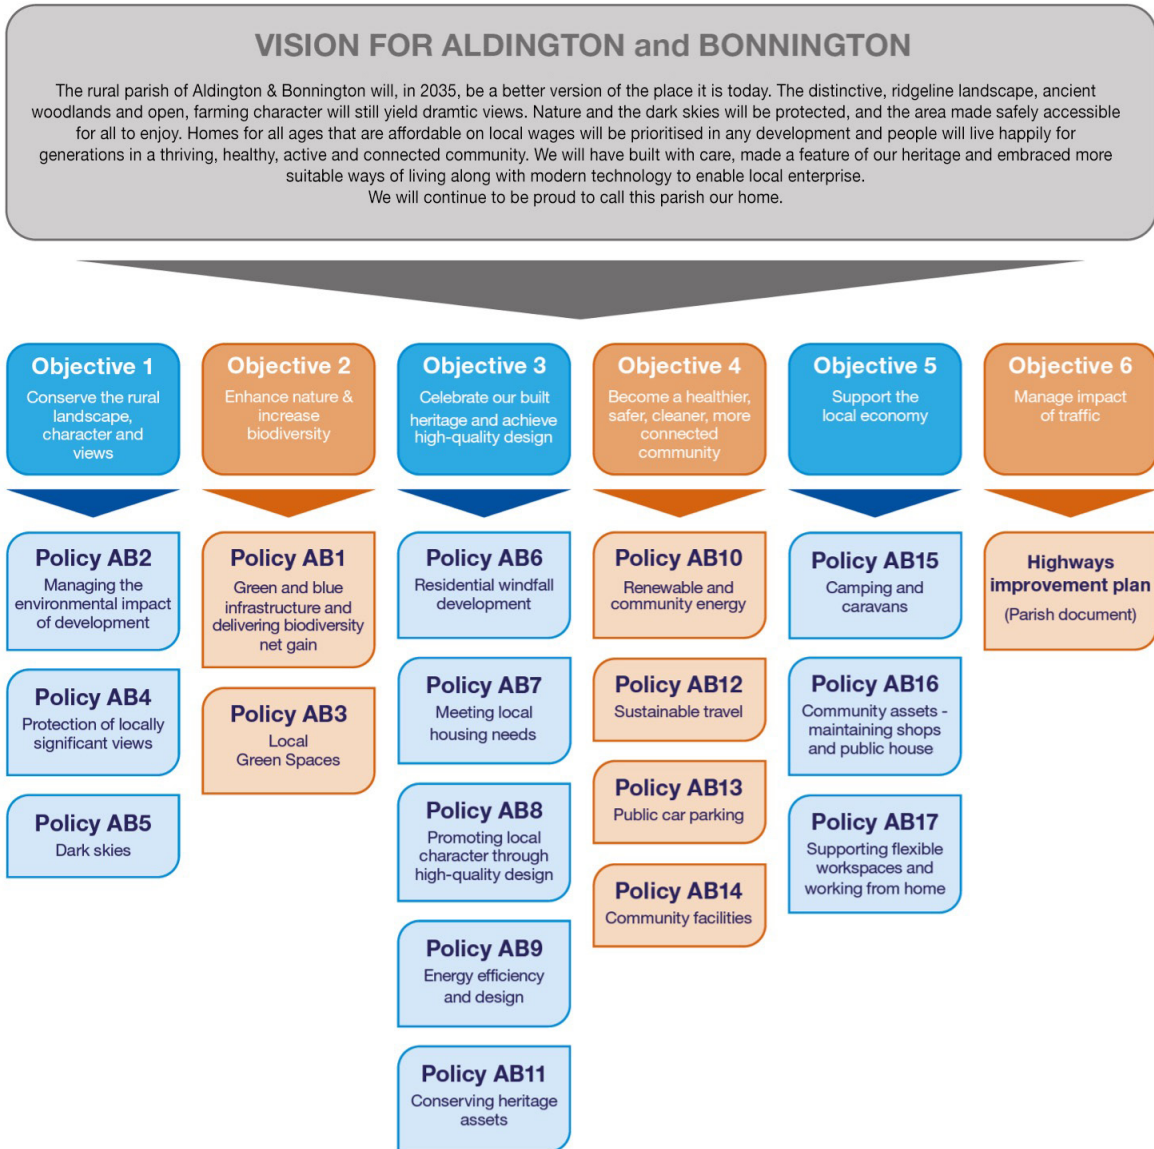 VISION FOR ALDINGTON and BONNINGTON
The rural parish of Aldington & Bonnington will, in 2035, be a better version of the place it is today. The distinctive, ridgeline landscape, ancient
woodlands and open, farming character will still yield dramtic views. Nature and the dark skies will be protected, and the area made safely accessible
for all to enjoy. Homes for all ages that are affordable on local wages will be prioritised in any development and people will live happily for
generations in a thriving, healthy, active and connected community. We will have built with care, made a feature of our heritage and embraced more
suitable ways of living along with modern technology to enable local enterprise.
We will continue to be proud to call this parish our home.
Objective 1
Conserve the rural
landscape,
character and
views
Objective 2
Enhance nature &
increase
biodiversity
Objective 3
Celebrate our built
heritage and achieve
high-quality design
Objective 4
Become a healthier,
safer, cleaner, more
connected
community
Objective 5
Support the
local economy
Objective 6
Manage impact
of traffic
Policy AB2
Managing the
environmental impact
of development
Policy AB4
Protection of locally
significant views
Policy AB5
Dark skies
Policy AB1
Green and blue
infrastructure and
delivering biodiversity
net gain
Policy AB3
Local
Green Spaces
Policy AB6
Residential windfall
development
Policy AB7
Meeting local
housing needs
Policy AB8
Promoting local
character through
high-quality design
Policy AB9
Energy efficiency
and design
Policy AB11
Conserving heritage
assets
Policy AB10
Renewable and
community energy
Policy AB12
Sustainable travel
Policy AB13
Public car parking
Policy AB14
Community facilities
Policy AB15
Camping and
caravans
Policy AB16
Community assets -
maintaining shops
and public house
Policy AB17
Supporting flexible
workspaces and
working from home
Highways
improvement plan
(Parish document)